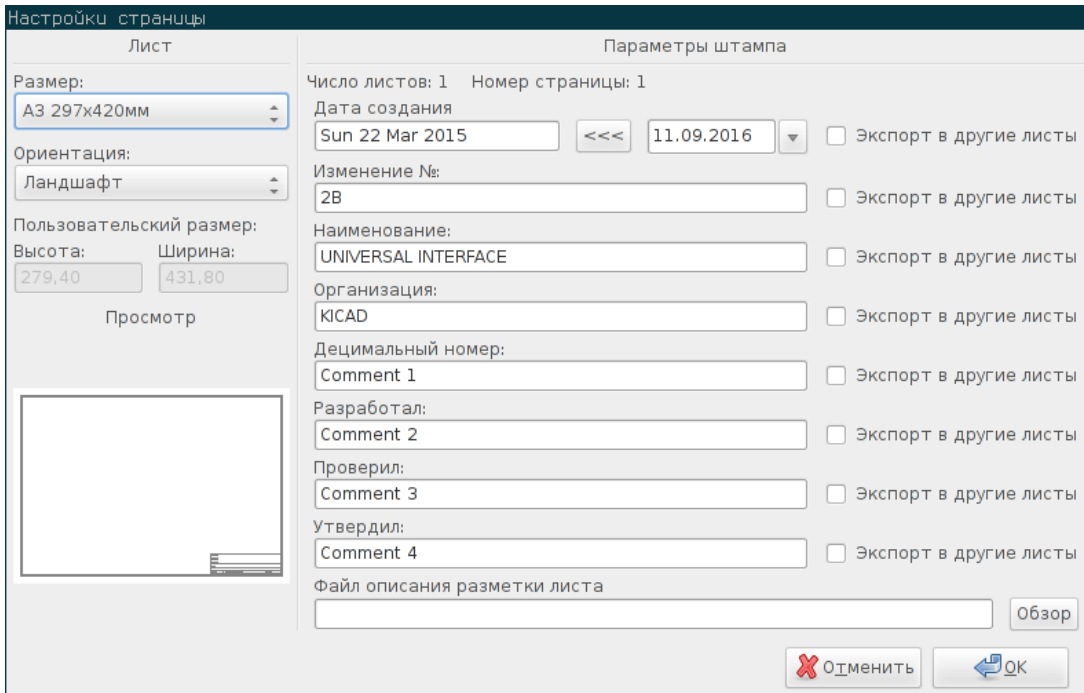 Настройки страницы
Лист
Размер:
A3 297x420мм
Ориентация:
Ландшафт
Пользовательский размер:
Высота: Ширина:
279,40 431,80
Просмотр
Параметры штампа
Число листов: 1 Номер страницы: 1
Дата создания
Sun 22 Mar 2015 <<< 11.09.2016 Экспорт в другие листы
Изменение №:
2B Экспорт в другие листы
Наименование:
UNIVERSAL INTERFACE Экспорт в другие листы
Организация:
KICAD Экспорт в другие листы
Децимальный номер:
Comment 1 Экспорт в другие листы
Разработал:
Comment 2 Экспорт в другие листы
Проверил:
Comment 3 Экспорт в другие листы
Утвердил:
Comment 4 Экспорт в другие листы
Файл описания разметки листа
Обзор
Отменить OK